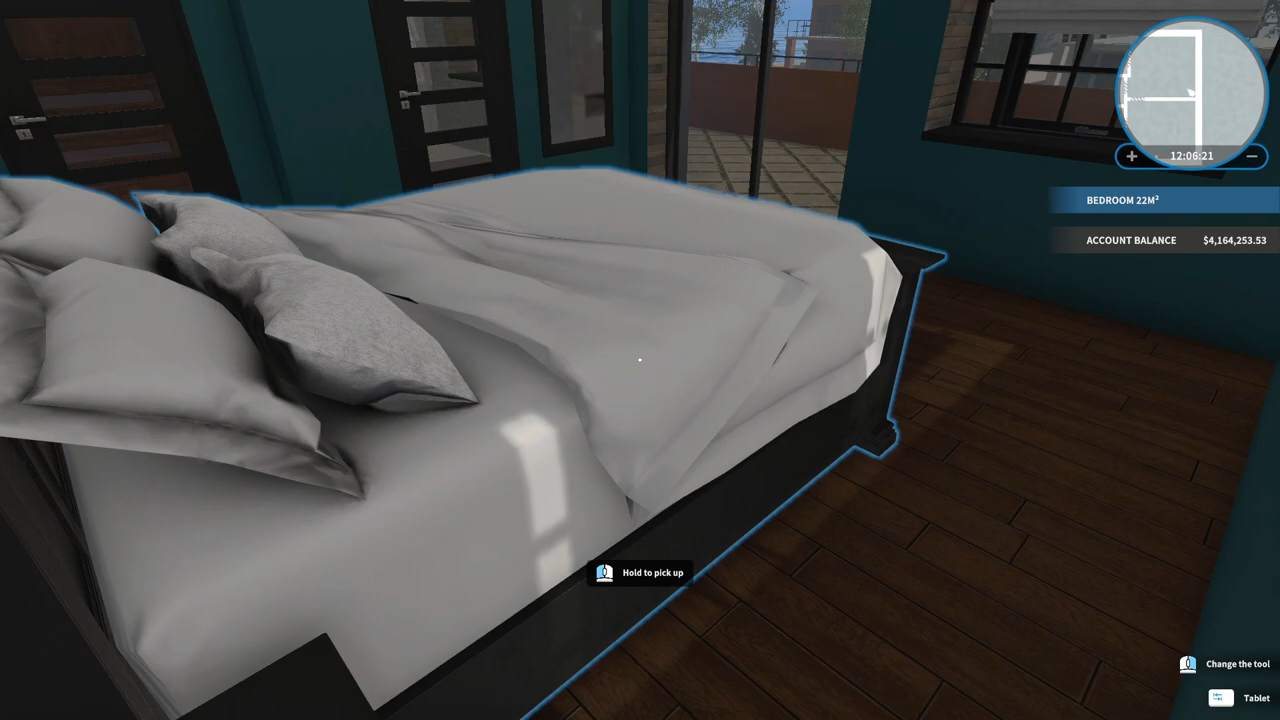 12:06:21
BEDROOM 22M²
ACCOUNT BALANCE $4,164,253.53
Hold to pick up
Change the tool
Tablet